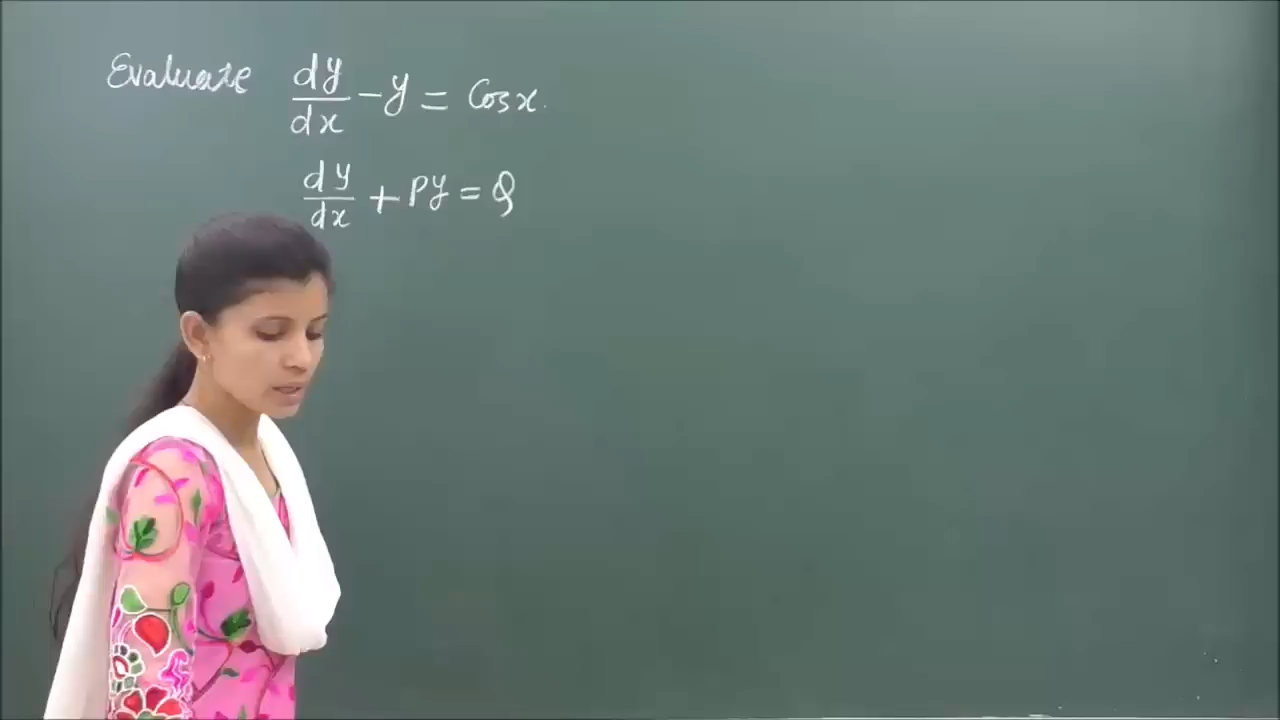 Evaluate dy/dx - y = Cos x.
dy/dx + Py = Q